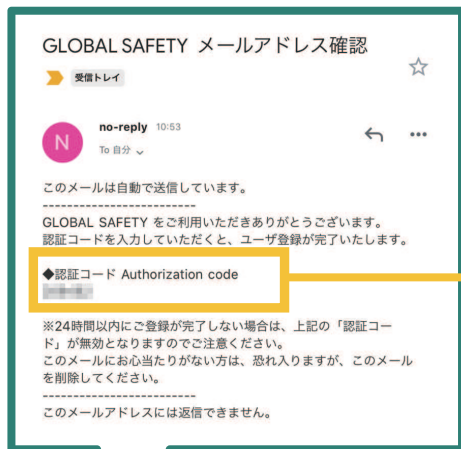 GLOBAL SAFETY メールアドレス確認
受信トレイ
N
no-reply 10:53
To 自分
このメールは自動で送信しています。
------------------------
GLOBAL SAFETY をご利用いただきありがとうございます。
認証コードを入力していただくと、ユーザ登録が完了いたします。
◆認証コード Authorization code
※24時間以内にご登録が完了しない場合は、上記の「認証コー
ド」が無効となりますのでご注意ください。
このメールにお心当たりがない方は、恐れ入りますが、このメール
を削除してください。
------------------------
このメールアドレスには返信できません。